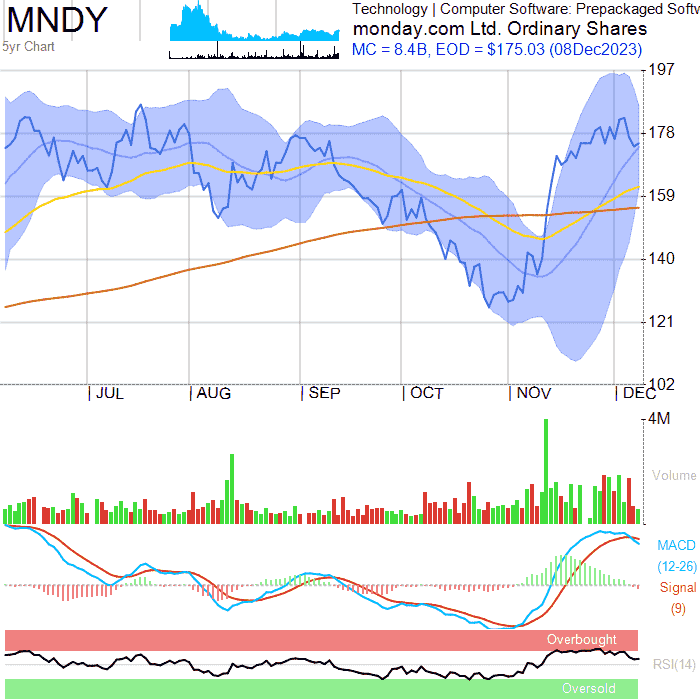 MNDY
5yr Chart
Technology | Computer Software: Prepackaged Softw
monday.com Ltd. Ordinary Shares
MC = 8.4B, EOD = $175.03 (08Dec2023)
197
178
159
140
121
102
JUL AUG SEP OCT NOV DEC
4M
Volume
MACD
(12-26)
Signal
(9)
Overbought
RSI(14)
Oversold